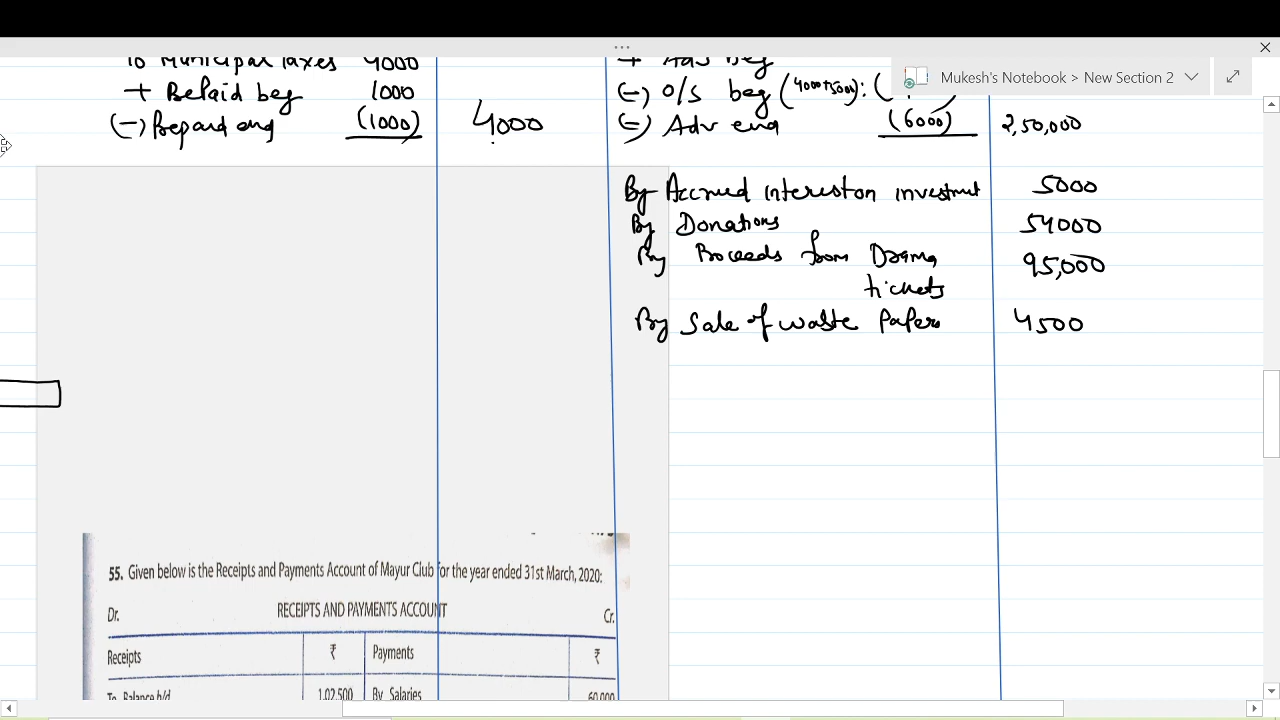 To Municipal Taxes 4000
+ Prepaid beg 1000
(-) Prepaid end (1000) 4000
+ Adv beg
(-) O/S beg (4000+5000): (
(-) Adv end (6000) 2,50,000
Mukesh's Notebook > New Section 2
By Accrued interest on investment 5000
By Donations 54000
By Proceeds from Drama 95,000
tickets
By Sale of waste Papers 4500
55. Given below is the Receipts and Payments Account of Mayur Club for the year ended 31st March, 2020:
Dr. RECEIPTS AND PAYMENTS ACCOUNT Cr.
Receipts ₹ Payments ₹
To Balance b/d 1,02,500 By Salaries 60,000